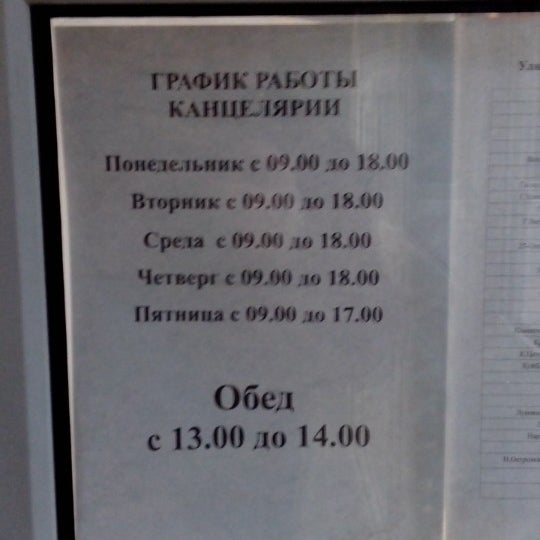 ГРАФИК РАБОТЫ
КАНЦЕЛЯРИИ
Понедельник с 09.00 до 18.00
Вторник с 09.00 до 18.00
Среда с 09.00 до 18.00
Четверг с 09.00 до 18.00
Пятница с 09.00 до 17.00
Обед
с 13.00 до 14.00